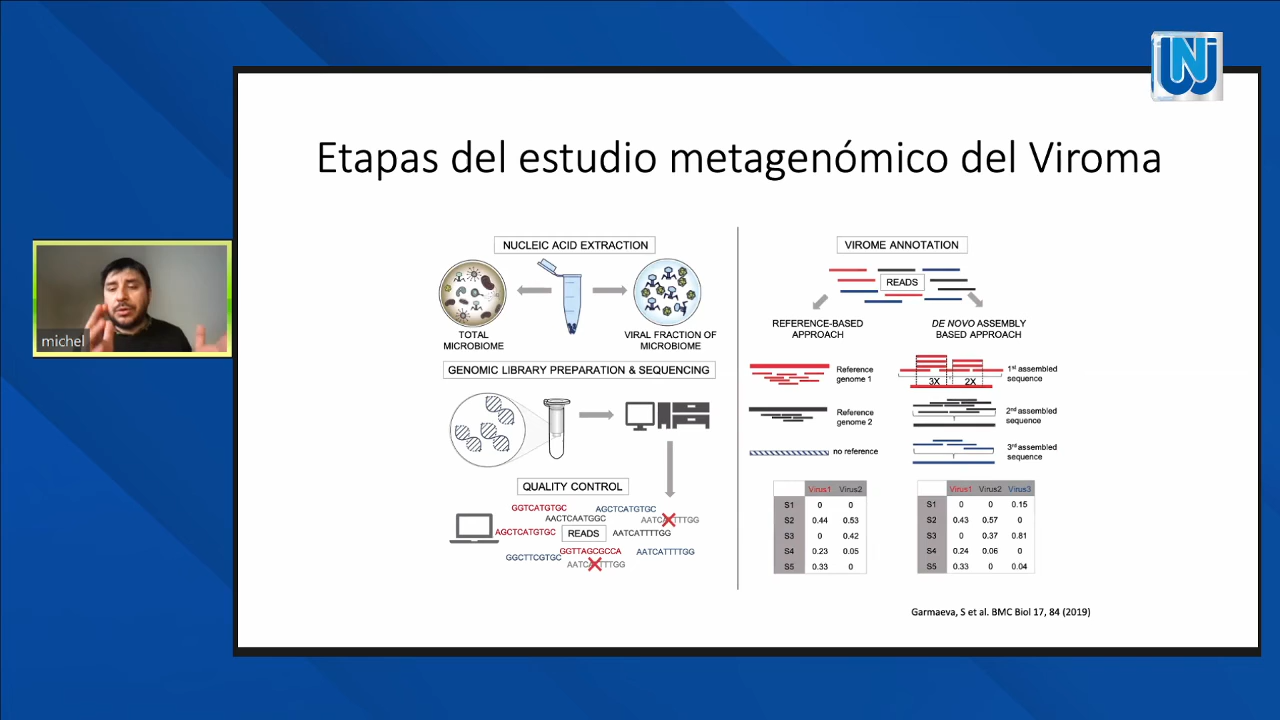 UNJ
Etapas del estudio metagenómico del Viroma
michel
NUCLEIC ACID EXTRACTION
TOTAL
MICROBIOME
VIRAL FRACTION OF
MICROBIOME
GENOMIC LIBRARY PREPARATION & SEQUENCING
QUALITY CONTROL
GGTCATGTGC
AGCTCATGTGC
AACTCAATGGC
AATCA TTTGG
AGCTCATGTGC
READS
AATCATTTTGG
GGTTAGCGCCA
AATCATTTTGG
GGCTTCGTGC
AATCA TTTGG
VIROME ANNOTATION
READS
REFERENCE-BASED
APPROACH
DE NOVO ASSEMBLY
BASED APPROACH
Reference
genome 1
Reference
genome 2
no reference
3X
2X
1st assembled
sequence
2nd assembled
sequence
3rd assembled
sequence
Virus1 Virus2
S1 0 0
S2 0.44 0.53
S3 0 0.42
S4 0.23 0.05
S5 0.33 0
Virus1 Virus2 Virus3
S1 0 0 0.15
S2 0.43 0.57 0
S3 0 0.37 0.81
S4 0.24 0.06 0
S5 0.33 0 0.04
Garmaeva, S et al. BMC Biol 17, 84 (2019)